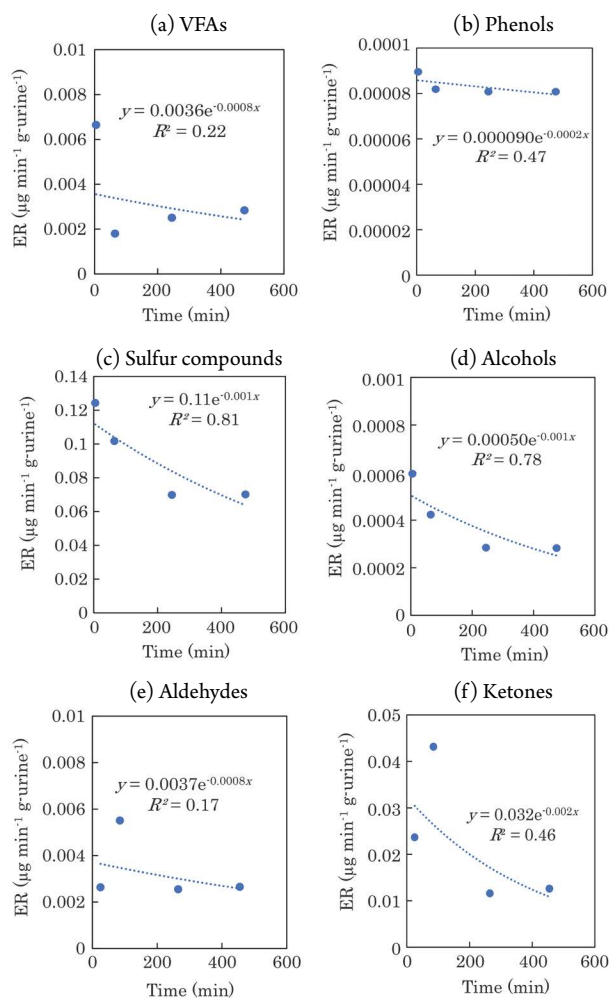 (a) VFAs
0.01
0.008
0.006
0.004
0.002
0
y = 0.0036e^-0.0008x
R² = 0.22
ER (μg min⁻¹ g-urine⁻¹)
0 200 400 600
Time (min)
(b) Phenols
0.0001
0.00008
0.00006
0.00004
0.00002
0
y = 0.000090e^-0.0002x
R² = 0.47
ER (μg min⁻¹ g-urine⁻¹)
0 200 400 600
Time (min)
(c) Sulfur compounds
0.14
0.12
0.1
0.08
0.06
0.04
0.02
0
y = 0.11e^-0.001x
R² = 0.81
ER (μg min⁻¹ g-urine⁻¹)
0 200 400 600
Time (min)
(d) Alcohols
0.001
0.0008
0.0006
0.0004
0.0002
0
y = 0.00050e^-0.001x
R² = 0.78
ER (μg min⁻¹ g-urine⁻¹)
0 200 400 600
Time (min)
(e) Aldehydes
0.01
0.008
0.006
0.004
0.002
0
y = 0.0037e^-0.0008x
R² = 0.17
ER (μg min⁻¹ g-urine⁻¹)
0 200 400 600
Time (min)
(f) Ketones
0.05
0.04
0.03
0.02
0.01
0
y = 0.032e^-0.002x
R² = 0.46
ER (μg min⁻¹ g-urine⁻¹)
0 200 400 600
Time (min)